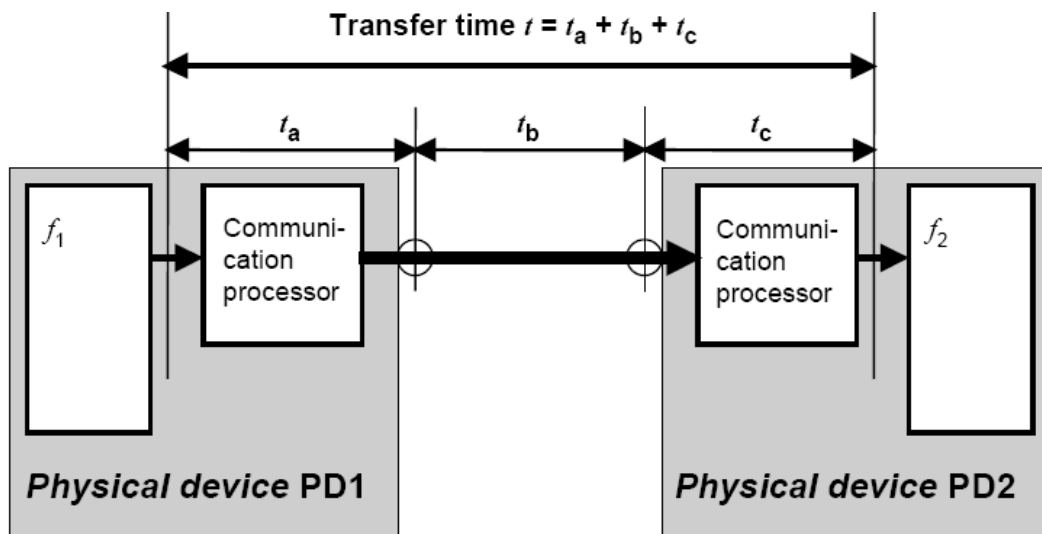 Transfer time t = ta + tb + tc
ta
tb
tc
f1
Communi-
cation
processor
Communi-
cation
processor
f2
Physical device PD1
Physical device PD2